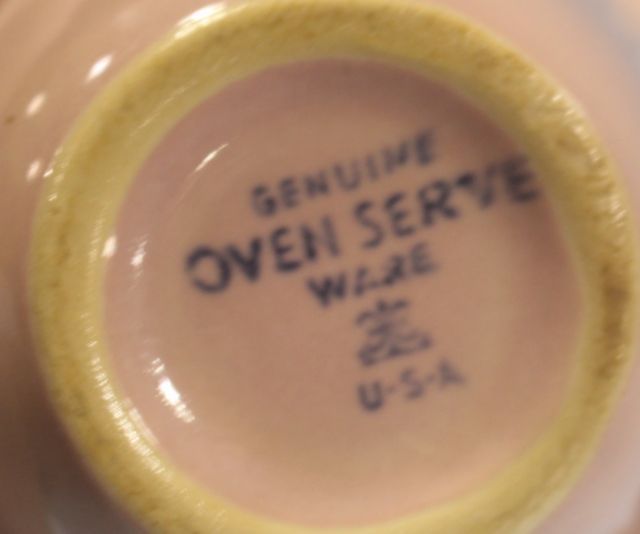 GENUINE
OVEN SERVE
WARE
U-S-A